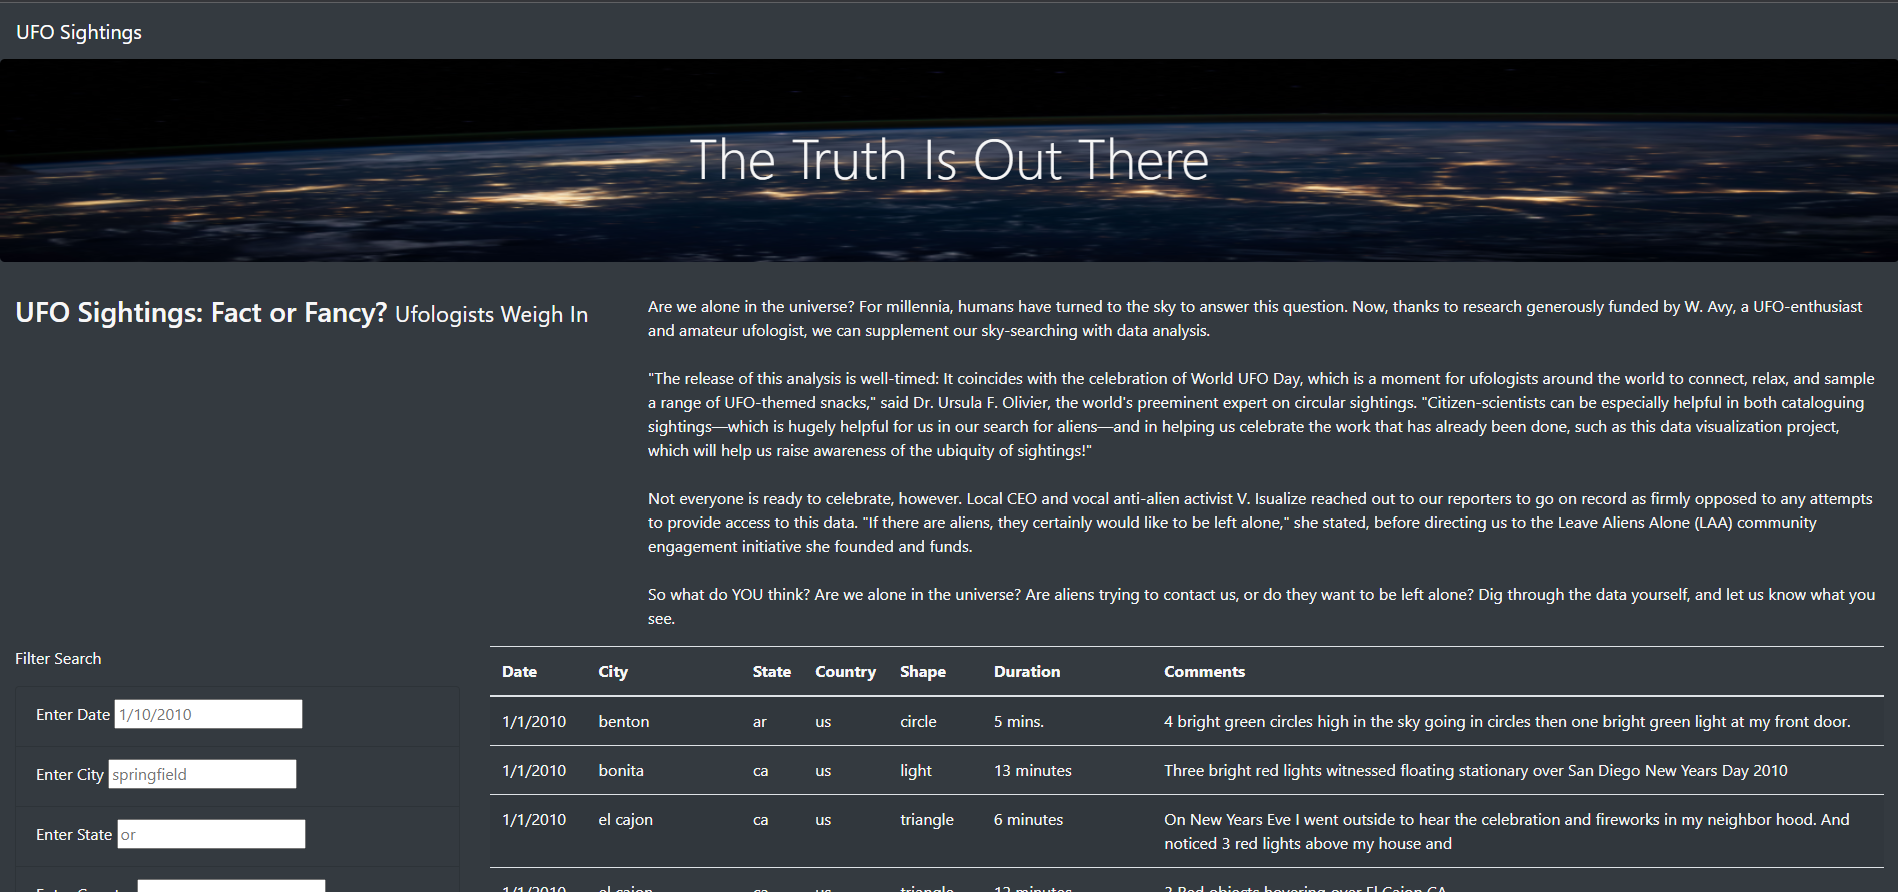 UFO Sightings
The Truth Is Out There
UFO Sightings: Fact or Fancy? Ufologists Weigh In
Are we alone in the universe? For millennia, humans have turned to the sky to answer this question. Now, thanks to research generously funded by W. Avy, a UFO-enthusiast
and amateur ufologist, we can supplement our sky-searching with data analysis.
"The release of this analysis is well-timed: It coincides with the celebration of World UFO Day, which is a moment for ufologists around the world to connect, relax, and sample
a range of UFO-themed snacks," said Dr. Ursula F. Olivier, the world's preeminent expert on circular sightings. "Citizen-scientists can be especially helpful in both cataloguing
sightings—which is hugely helpful for us in our search for aliens—and in helping us celebrate the work that has already been done, such as this data visualization project,
which will help us raise awareness of the ubiquity of sightings!"
Not everyone is ready to celebrate, however. Local CEO and vocal anti-alien activist V. Isualize reached out to our reporters to go on record as firmly opposed to any attempts
to provide access to this data. "If there are aliens, they certainly would like to be left alone," she stated, before directing us to the Leave Aliens Alone (LAA) community
engagement initiative she founded and funds.
So what do YOU think? Are we alone in the universe? Are aliens trying to contact us, or do they want to be left alone? Dig through the data yourself, and let us know what you
see.
Filter Search
Enter Date 1/10/2010
Enter City springfield
Enter State or
Date City State Country Shape Duration Comments
1/1/2010 benton ar us circle 5 mins. 4 bright green circles high in the sky going in circles then one bright green light at my front door.
1/1/2010 bonita ca us light 13 minutes Three bright red lights witnessed floating stationary over San Diego New Years Day 2010
1/1/2010 el cajon ca us triangle 6 minutes On New Years Eve I went outside to hear the celebration and fireworks in my neighbor hood. And
noticed 3 red lights above my house and
1/1/2010 el cajon ca us triangle 12 minutes 3 Red objects hovering over El Cajon CA